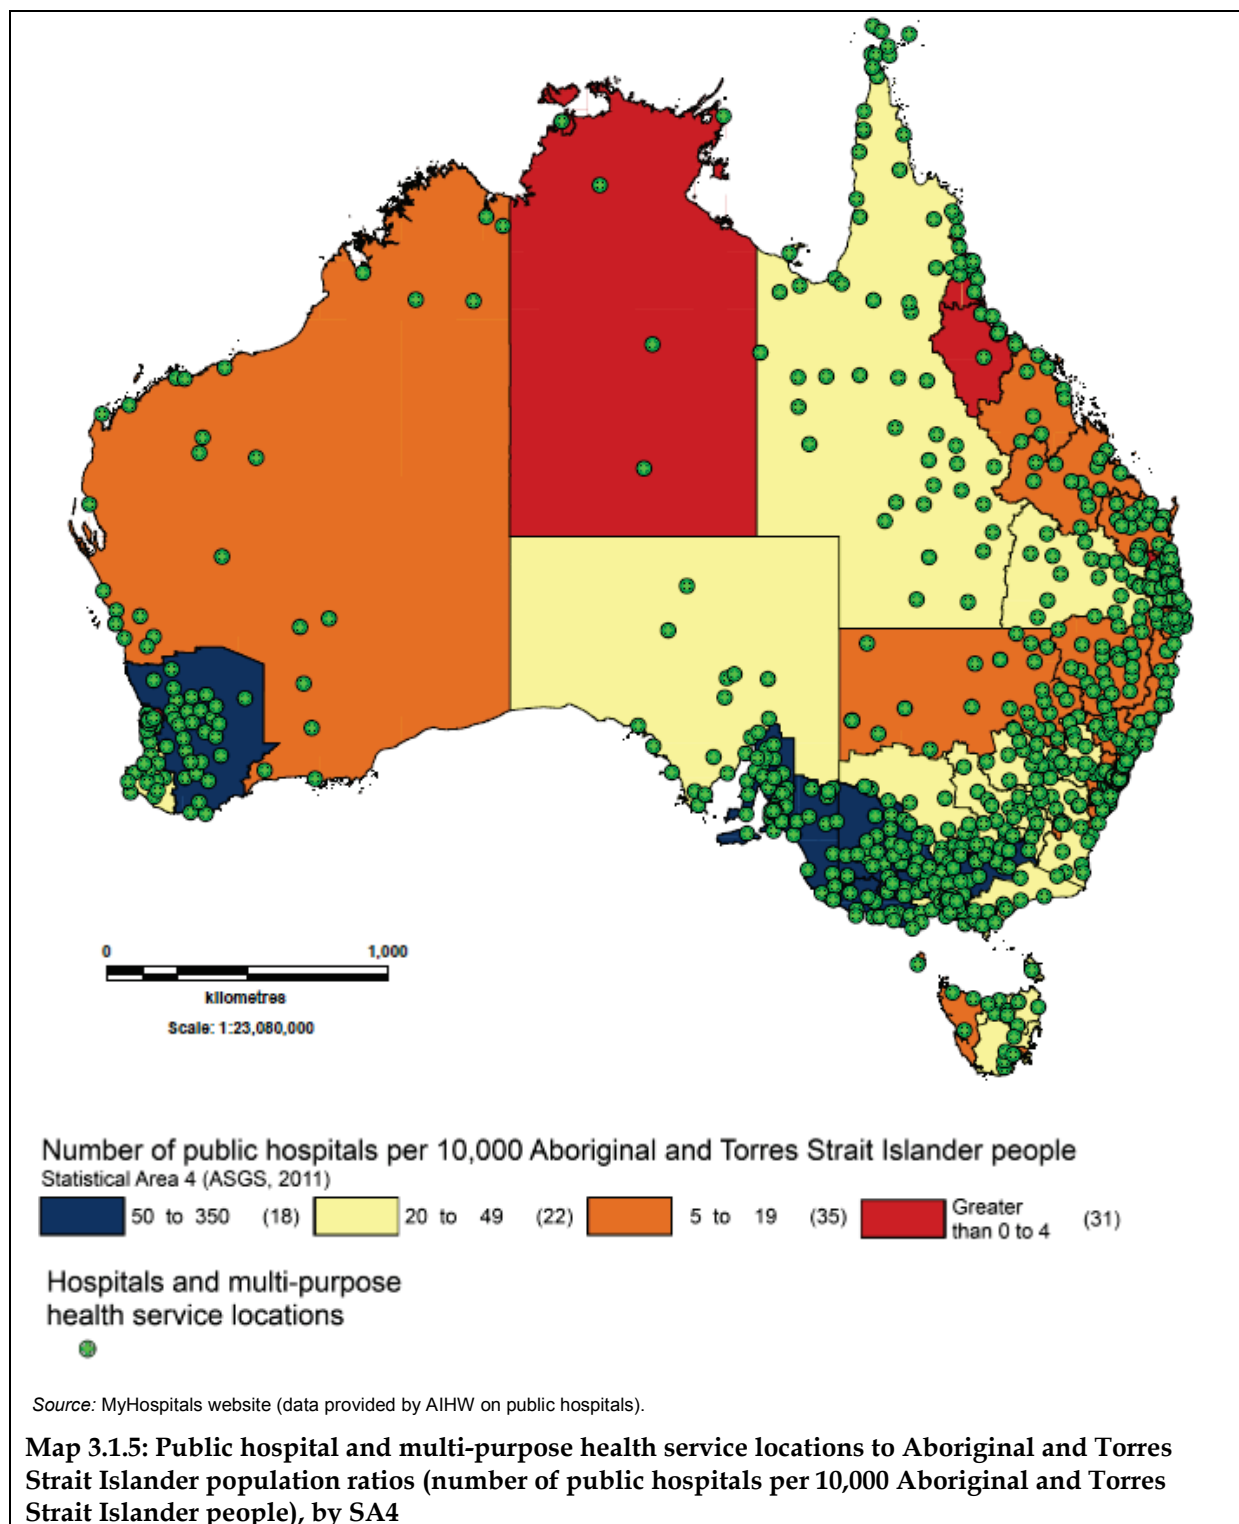 0 1,000
kilometres
Scale: 1:23,080,000
Number of public hospitals per 10,000 Aboriginal and Torres Strait Islander people
Statistical Area 4 (ASGS, 2011)
50 to 350 (18) 20 to 49 (22) 5 to 19 (35) Greater than 0 to 4 (31)
Hospitals and multi-purpose
health service locations
Source: MyHospitals website (data provided by AIHW on public hospitals).
Map 3.1.5: Public hospital and multi-purpose health service locations to Aboriginal and Torres
Strait Islander population ratios (number of public hospitals per 10,000 Aboriginal and Torres
Strait Islander people), by SA4